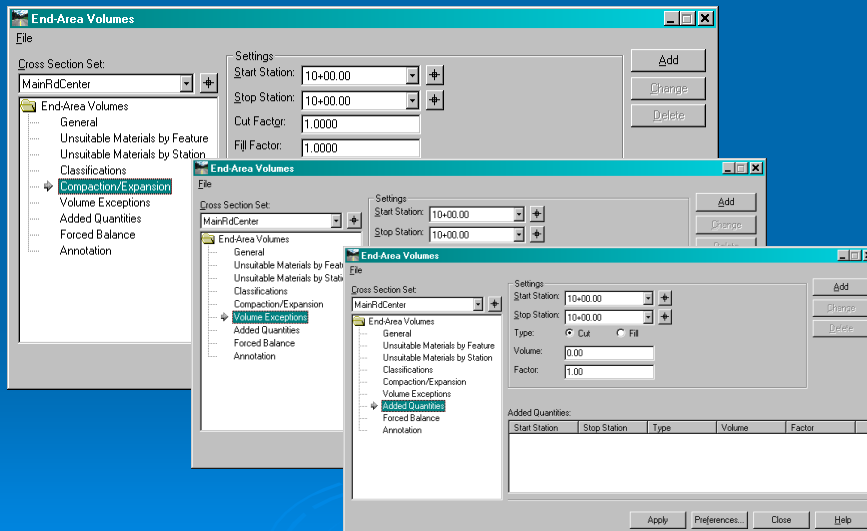 End-Area Volumes
File
Cross Section Set:
MainRdCenter
End-Area Volumes
General
Unsuitable Materials by Feature
Unsuitable Materials by Station
Classifications
Compaction/Expansion
Volume Exceptions
Added Quantities
Forced Balance
Annotation
Settings
Start Station: 10+00.00
Stop Station: 10+00.00
Cut Factor: 1.0000
Fill Factor: 1.0000
Add
Change
Delete
End-Area Volumes
File
Cross Section Set:
MainRdCenter
End-Area Volumes
General
Unsuitable Materials by Featu
Unsuitable Materials by Statio
Classifications
Compaction/Expansion
Volume Exceptions
Added Quantities
Forced Balance
Annotation
Settings
Start Station: 10+00.00
Stop Station: 10+00.00
Add
Change
Delete
End-Area Volumes
File
Cross Section Set:
MainRdCenter
End-Area Volumes
General
Unsuitable Materials by Feature
Unsuitable Materials by Station
Classifications
Compaction/Expansion
Volume Exceptions
Added Quantities
Forced Balance
Annotation
Settings
Start Station: 10+00.00
Stop Station: 10+00.00
Type: Cut Fill
Volume: 0.00
Factor: 1.00
Add
Change
Delete
Added Quantities:
Start Station Stop Station Type Volume Factor
Apply Preferences... Close Help